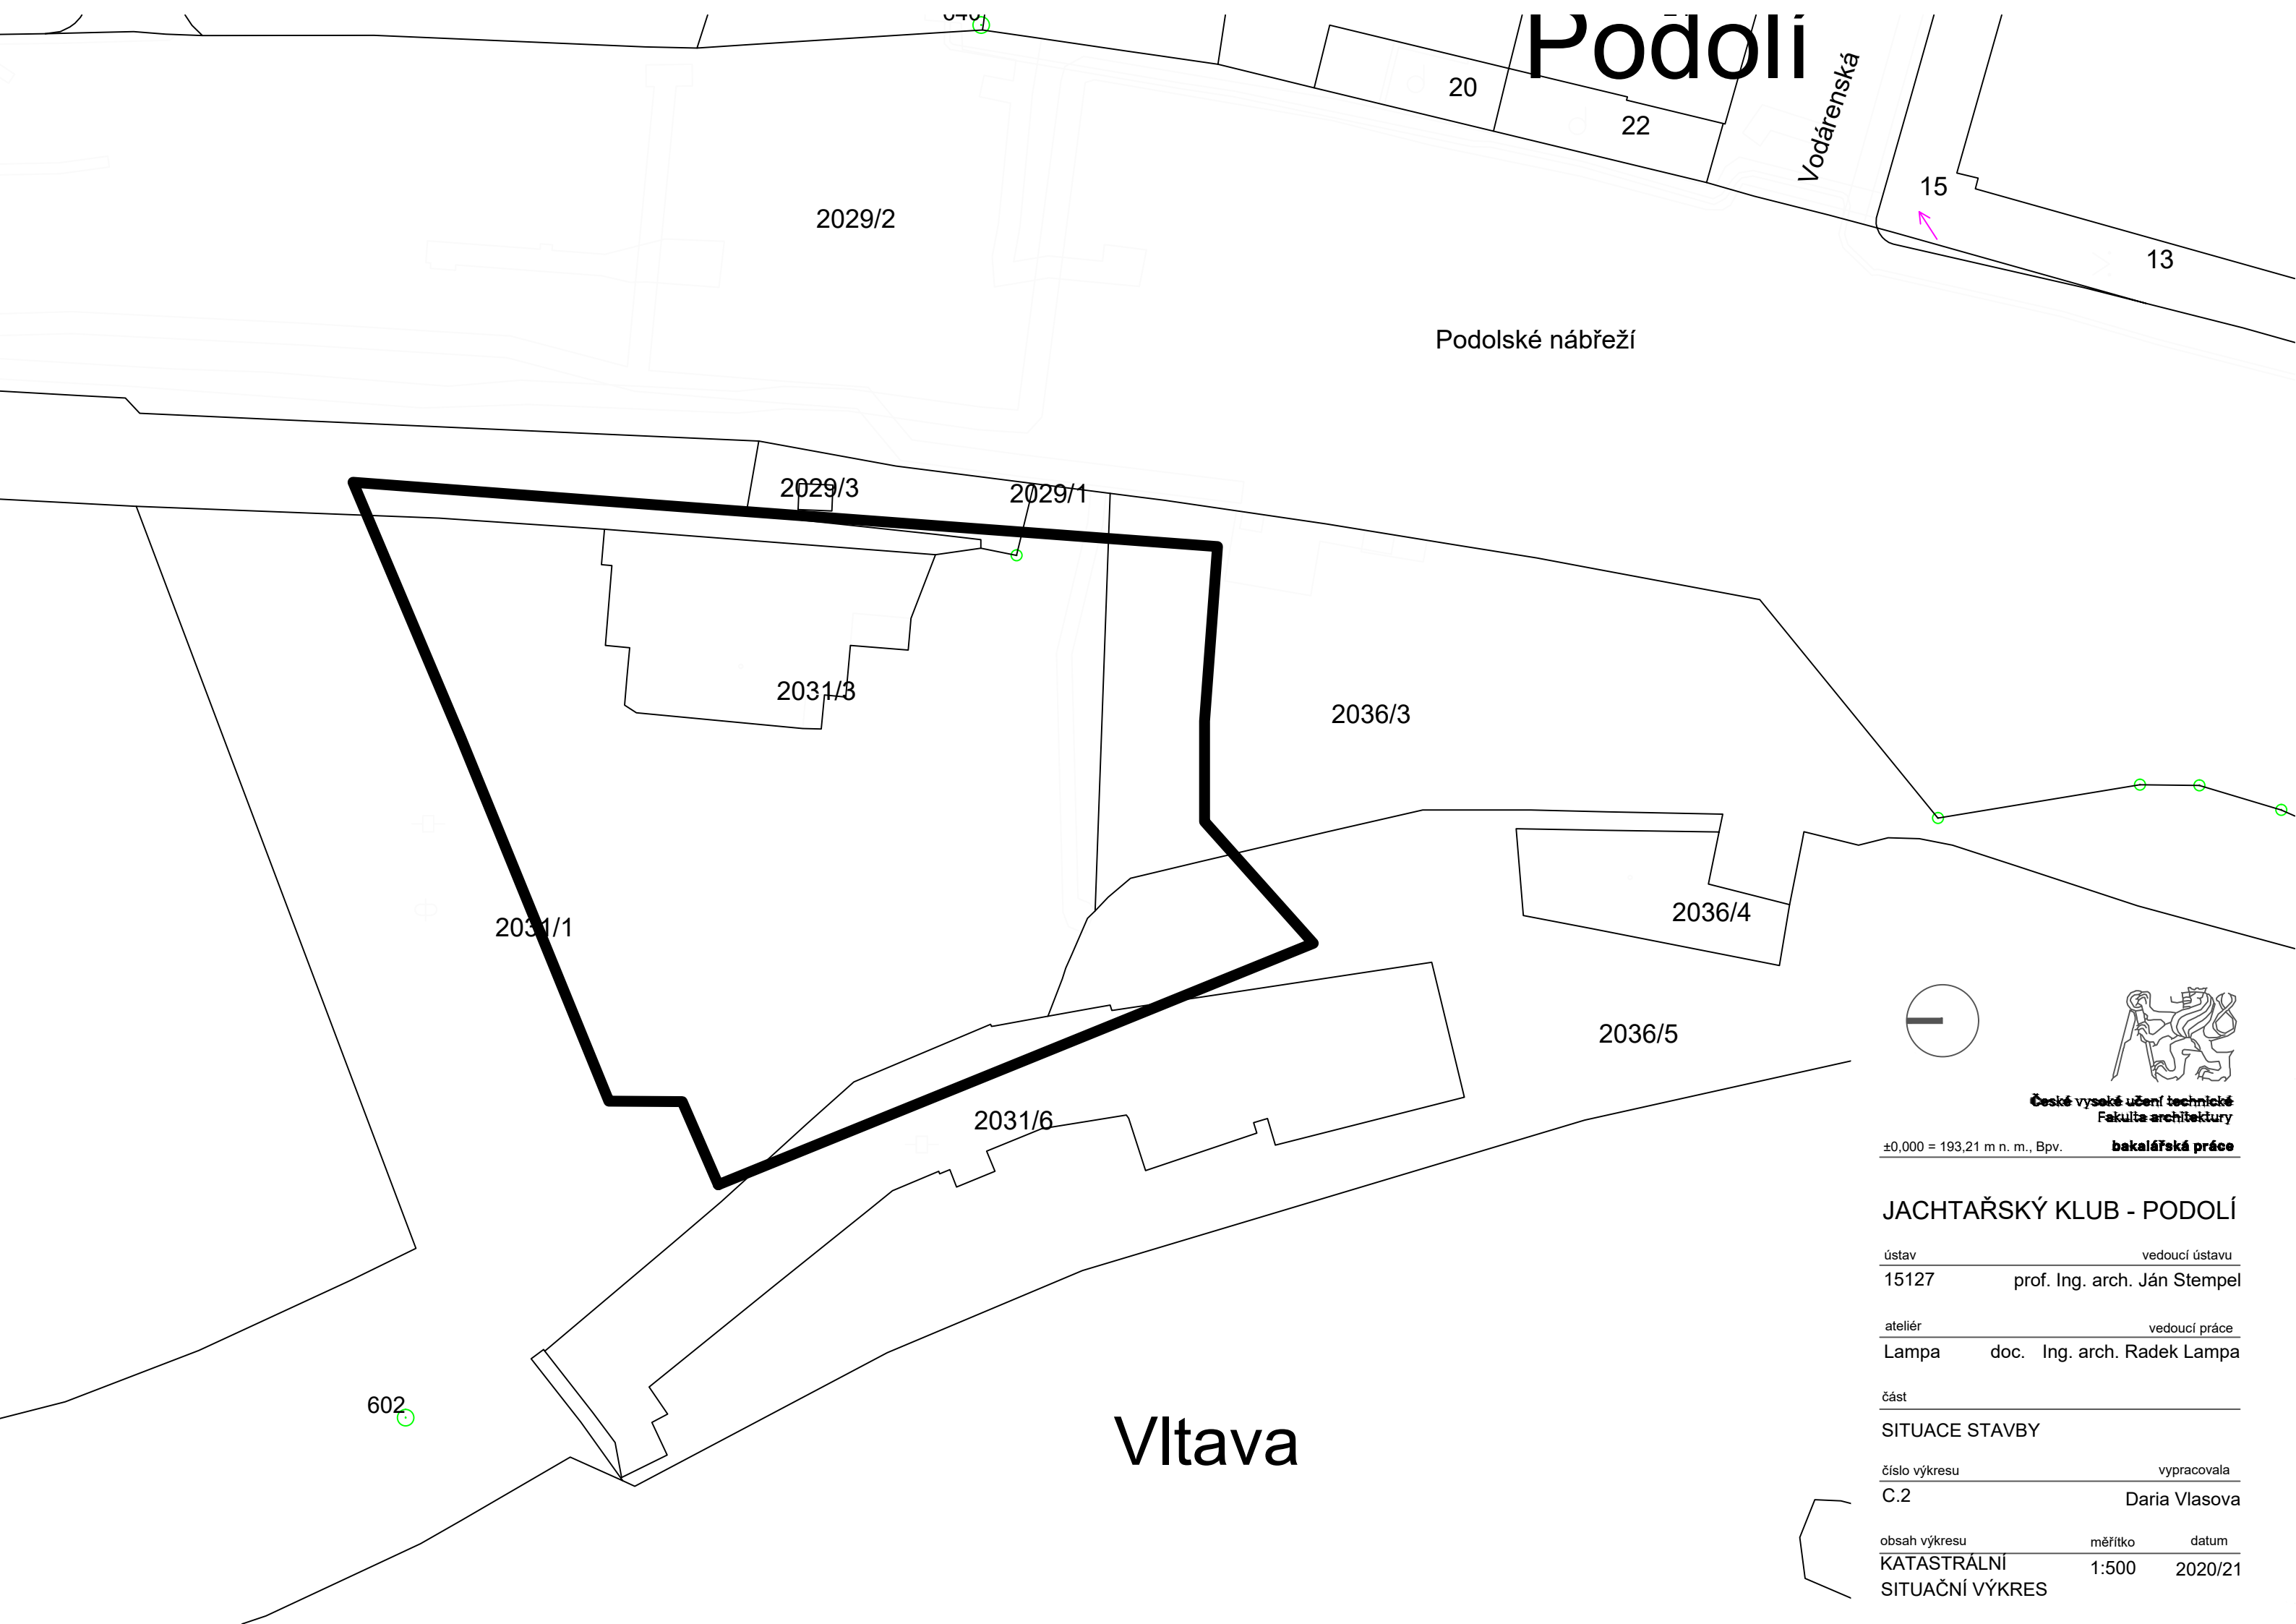 Podolí
20
22
Vodárenská
15
13
2029/2
Podolské nábřeží
2029/3
2029/1
2031/3
2036/3
2031/1
2036/4
2036/5
2031/6
602
Vltava
České vysoké učení technické
Fakulta architektury
±0,000 = 193,21 m n. m., Bpv. bakalářská práce
JACHTAŘSKÝ KLUB - PODOLÍ
ústav vedoucí ústavu
15127 prof. Ing. arch. Ján Stempel
ateliér vedoucí práce
Lampa doc. Ing. arch. Radek Lampa
část
SITUACE STAVBY
číslo výkresu vypracovala
C.2 Daria Vlasova
obsah výkresu měřítko datum
KATASTRÁLNÍ 1:500 2020/21
SITUAČNÍ VÝKRES